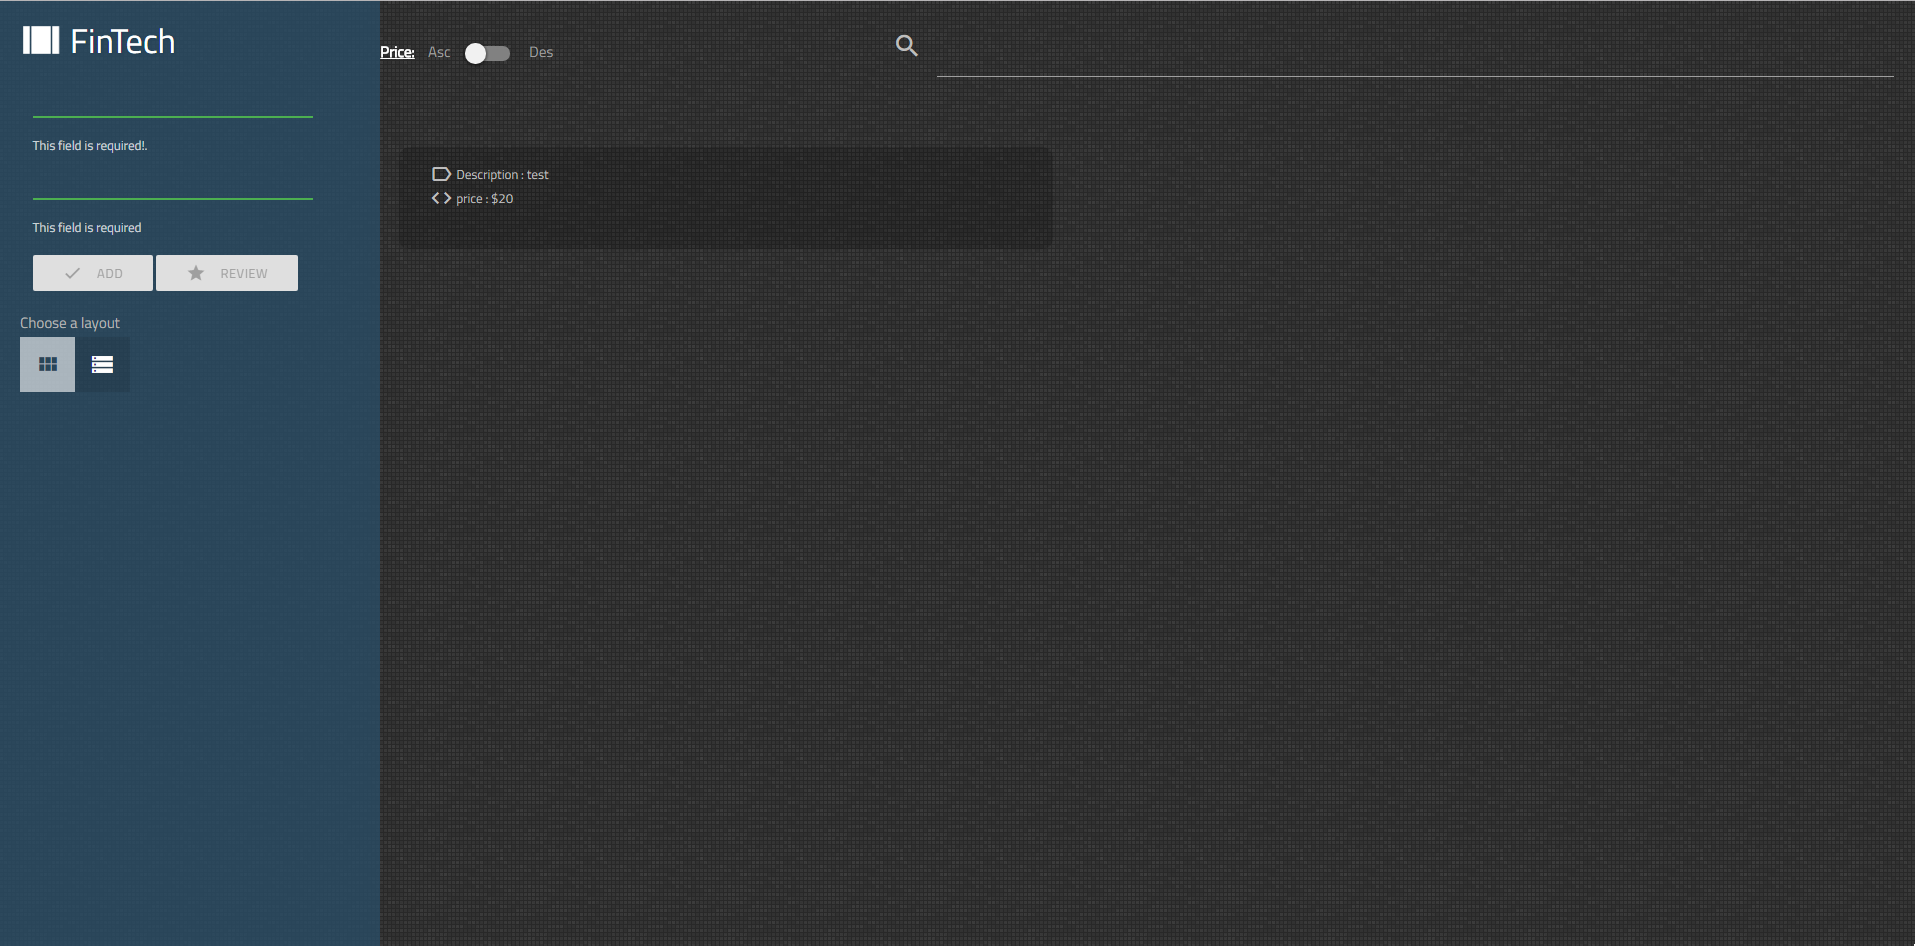 FinTech
This field is required!.
This field is required
ADD
REVIEW
Choose a layout
Price: Asc Des
Description : test
price : $20